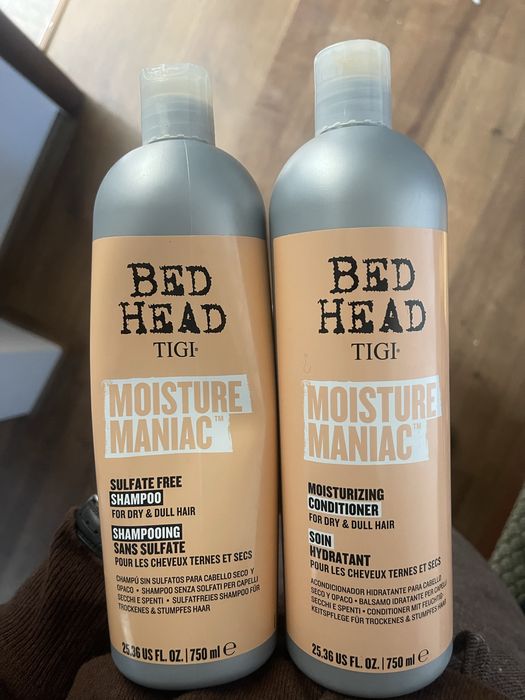 BED
HEAD
TIGI®
MOISTURE
MANIAC™
SULFATE FREE
SHAMPOO
FOR DRY & DULL HAIR
SHAMPOOING
SANS SULFATE
POUR LES CHEVEUX TERNES ET SECS
CHAMPÚ SIN SULFATOS PARA CABELLO SECO Y
OPACO • SHAMPOO SENZA SOLFATI PER CAPELLI
SECCHI E SPENTI • SULFATFREIES SHAMPOO FÜR
TROCKENES & STUMPFES HAAR
25.36 US FL. OZ. | 750 ml ℮
BED
HEAD
TIGI®
MOISTURE
MANIAC™
MOISTURIZING
CONDITIONER
FOR DRY & DULL HAIR
SOIN
HYDRATANT
POUR LES CHEVEUX TERNES ET SECS
ACONDICIONADOR HIDRATANTE PARA CABELLO
SECO Y OPACO • BALSAMO IDRATANTE PER CAPELLI
SECCHI E SPENTI • CONDITIONER MIT FEUCHTIG
KEITSPFLEGE FÜR TROCKENES & STUMPFES HAAR
25.36 US FL. OZ. | 750 ml ℮